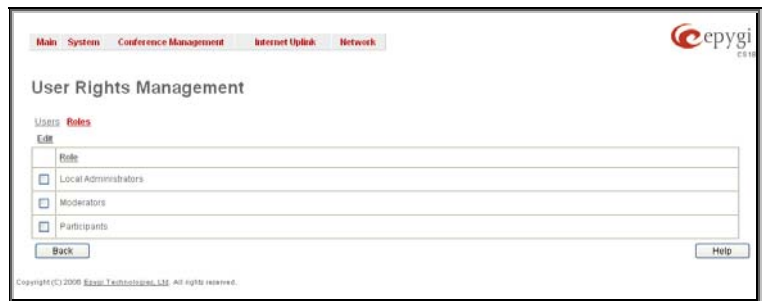 Main System Conference Management Internet Uplink Network
epygi
CS18
User Rights Management
Users Roles
Edit
Role
Local Administrators
Moderators
Participants
Back Help
Copyright (C) 2008 Epygi Technologies, Ltd. All rights reserved.